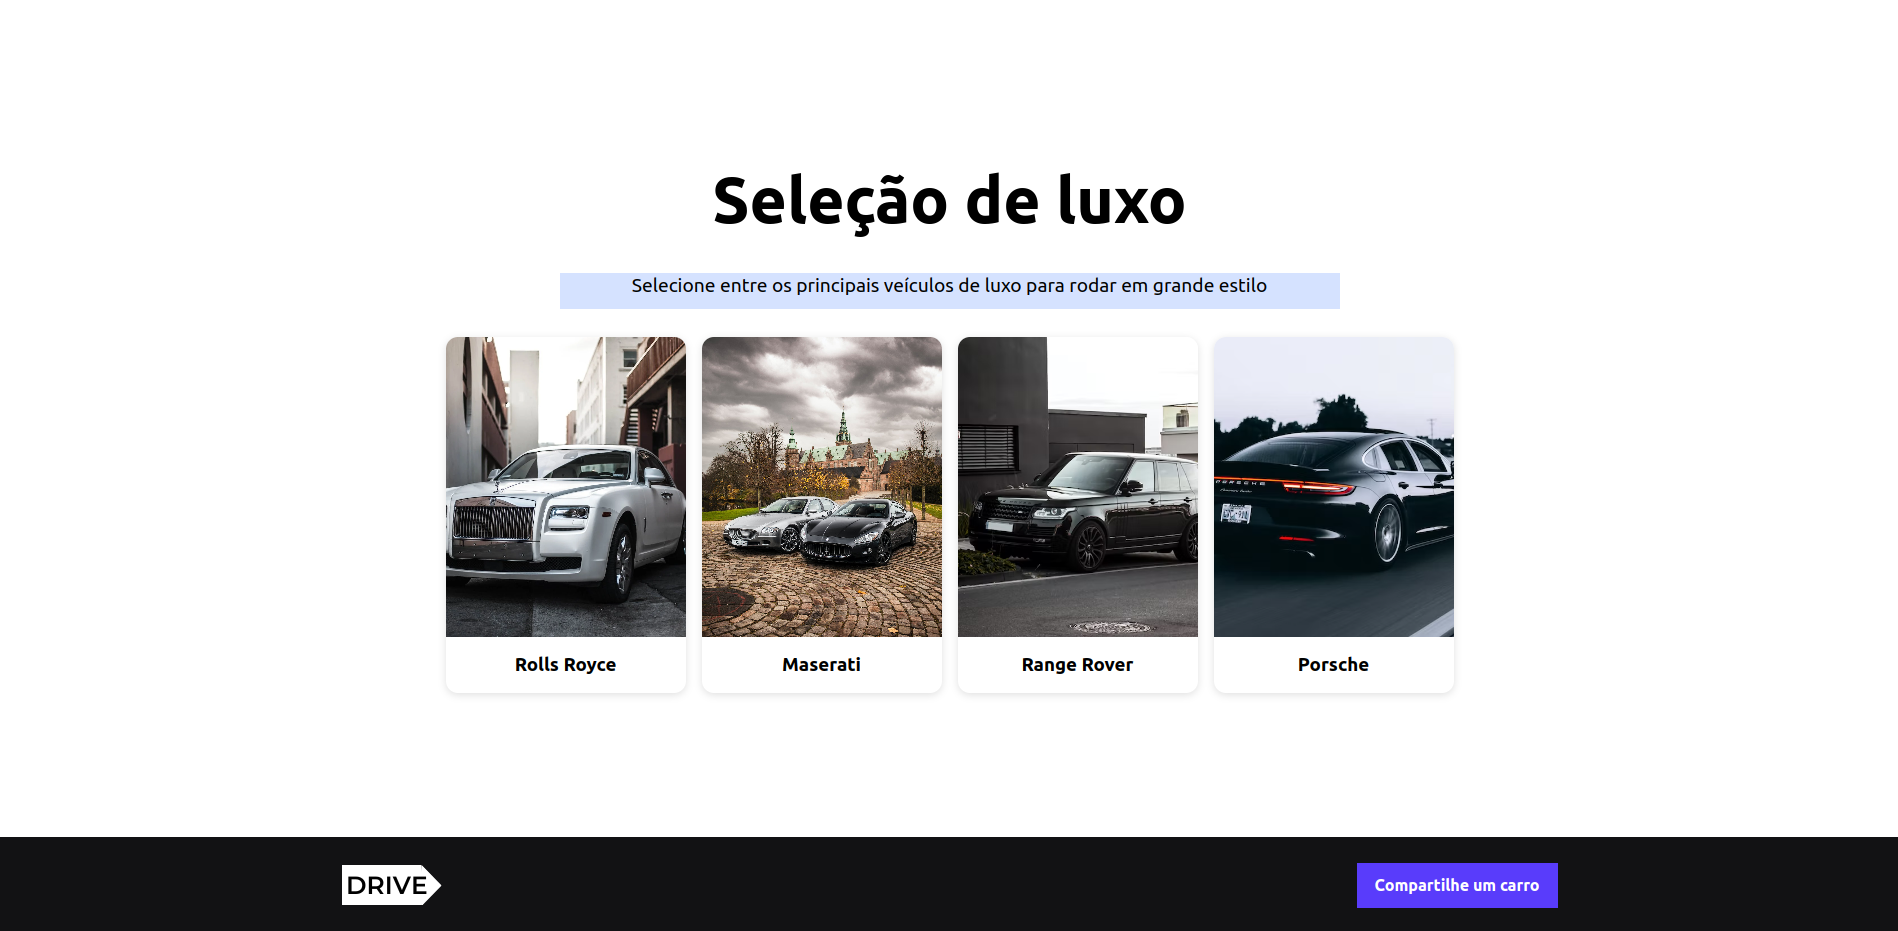 Seleção de luxo
Selecione entre os principais veículos de luxo para rodar em grande estilo
PORSCHE
Rolls Royce
Maserati
Range Rover
Porsche
DRIVE
Compartilhe um carro